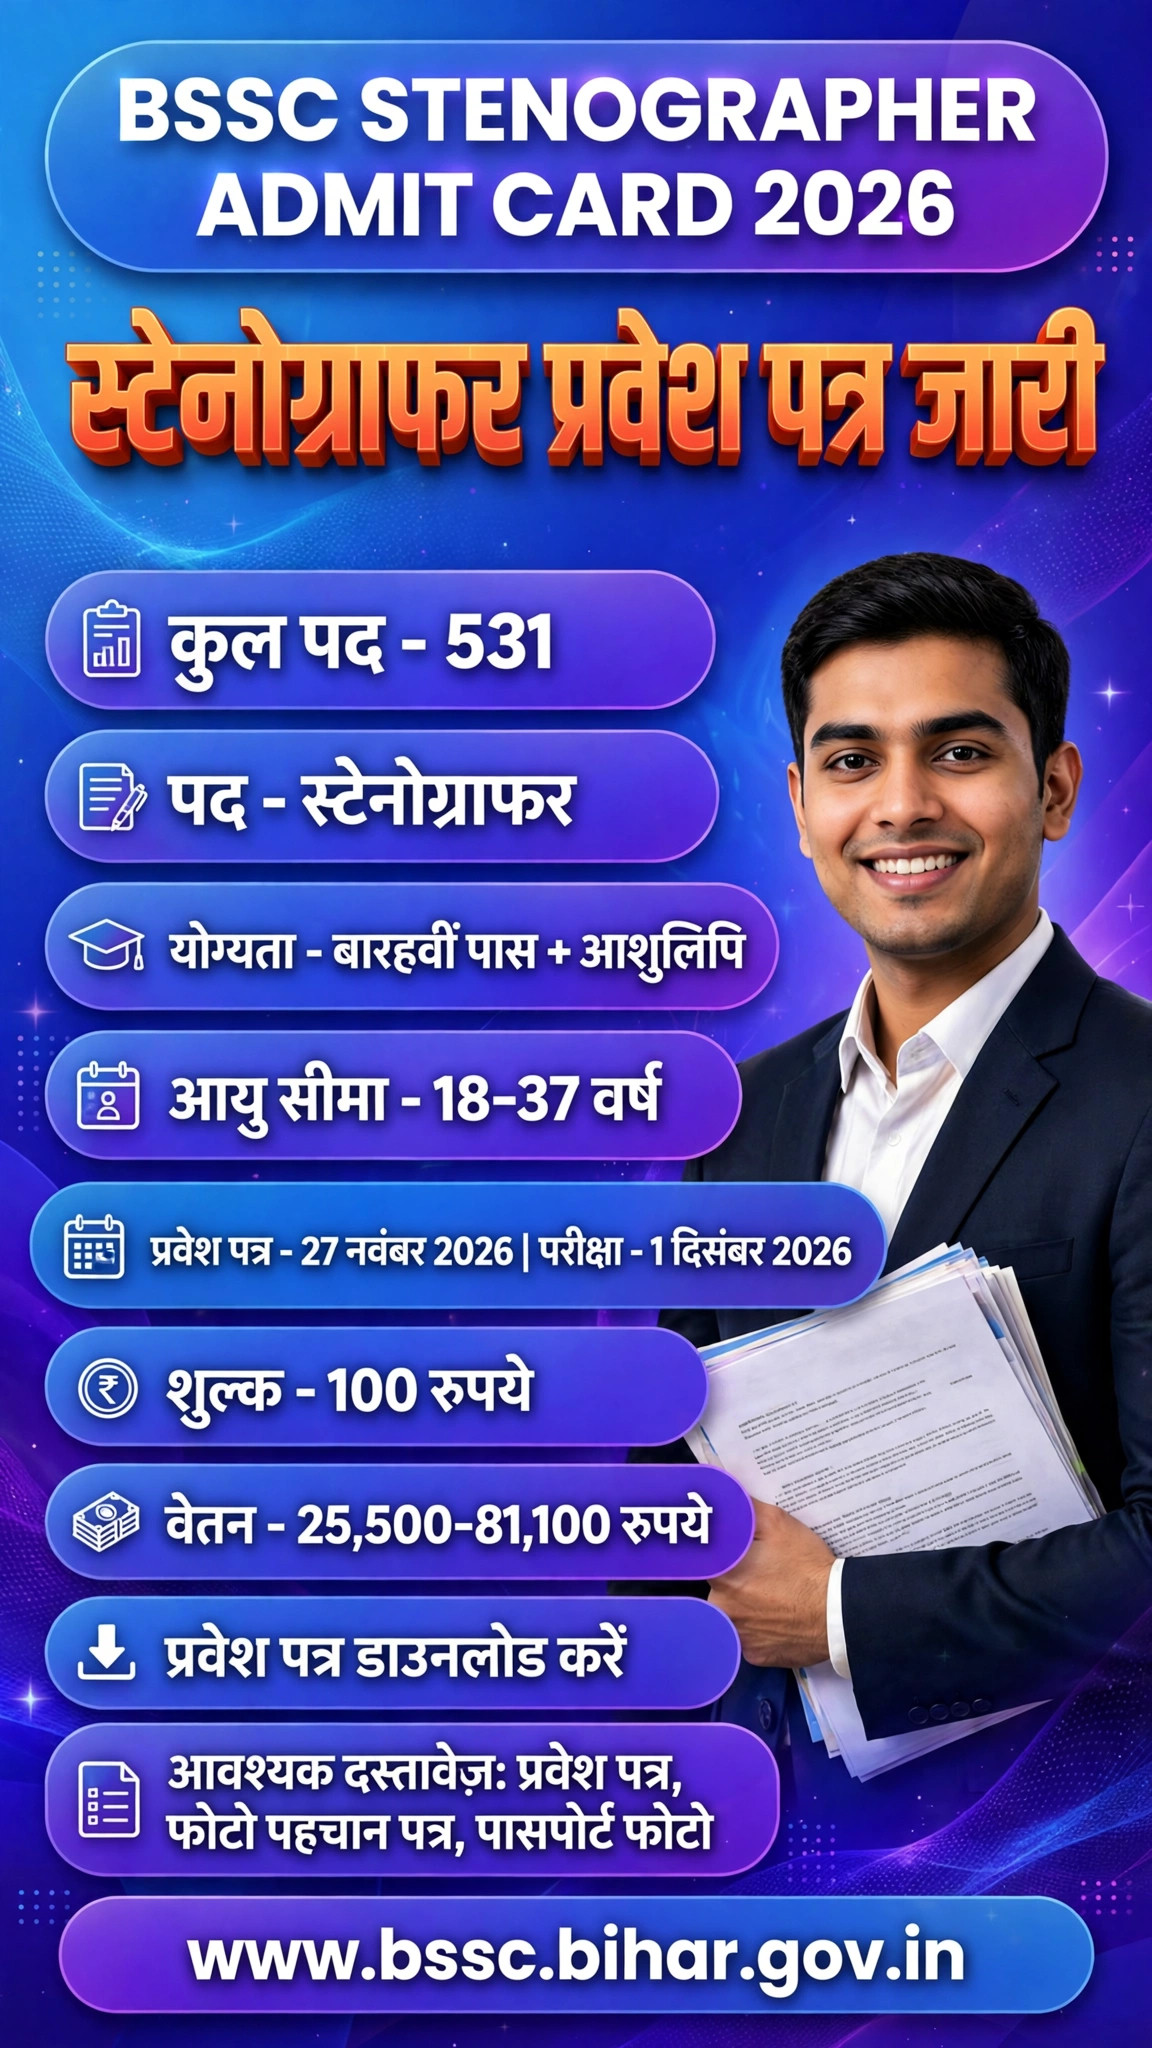 BSSC STENOGRAPHER
ADMIT CARD 2026
स्टेनोग्राफर प्रवेश पत्र जारी
कुल पद - 531
पद - स्टेनोग्राफर
योग्यता - बारहवीं पास + आशुलिपि
आयु सीमा - 18-37 वर्ष
प्रवेश पत्र - 27 नवंबर 2026 | परीक्षा - 1 दिसंबर 2026
शुल्क - 100 रुपये
वेतन - 25,500-81,100 रुपये
प्रवेश पत्र डाउनलोड करें
आवश्यक दस्तावेज़: प्रवेश पत्र,
फोटो पहचान पत्र, पासपोर्ट फोटो
www.bssc.bihar.gov.in